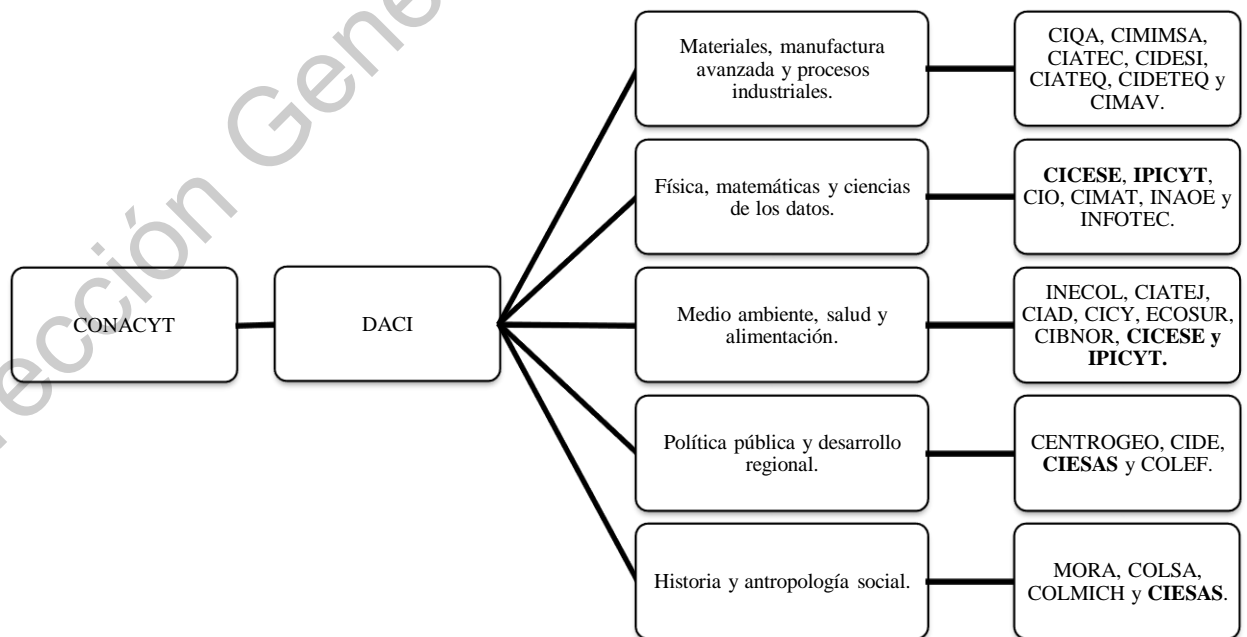 Materiales, manufactura
avanzada y procesos
industriales.
CIQA, CIMIMSA,
CIATEC, CIDESI,
CIATEQ, CIDETEQ y
CIMAV.
Física, matemáticas y ciencias
de los datos.
CICESE, IPICYT,
CIO, CIMAT, INAOE y
INFOTEC.
CONACYT
DACI
Medio ambiente, salud y
alimentación.
INECOL, CIATEJ,
CIAD, CICY, ECOSUR,
CIBNOR, CICESE y
IPICYT.
Política pública y desarrollo
regional.
CENTROGEO, CIDE,
CIESAS y COLEF.
Historia y antropología social.
MORA, COLSA,
COLMICH y CIESAS.